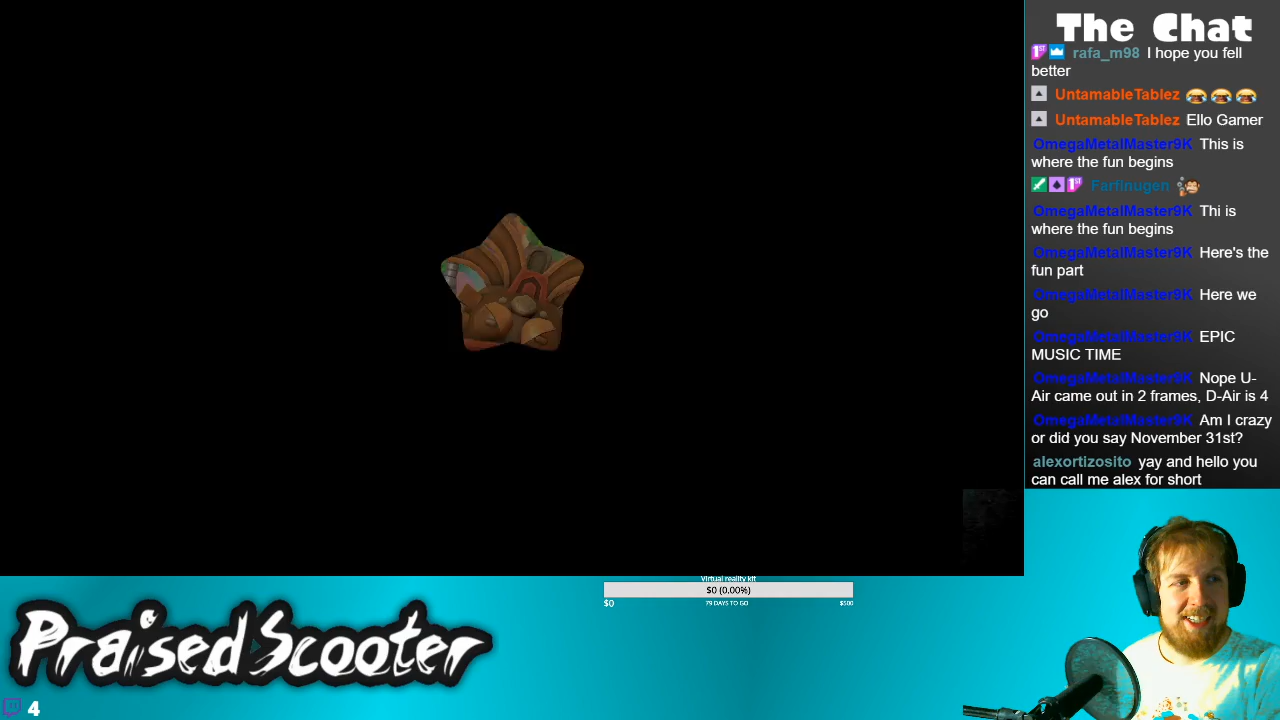 The Chat
rafa_m98 I hope you fell
better
UntamableTablez
UntamableTablez Ello Gamer
OmegaMetalMaster9K This is
where the fun begins
Farfinugen
OmegaMetalMaster9K Thi is
where the fun begins
OmegaMetalMaster9K Here's the
fun part
OmegaMetalMaster9K Here we
go
OmegaMetalMaster9K EPIC
MUSIC TIME
OmegaMetalMaster9K Nope U-
Air came out in 2 frames, D-Air is 4
OmegaMetalMaster9K Am I crazy
or did you say November 31st?
alexortizosito yay and hello you
can call me alex for short
Virtual reality kit
$0 (0.00%)
$0 79 DAYS TO GO $500
PraisedScooter
4